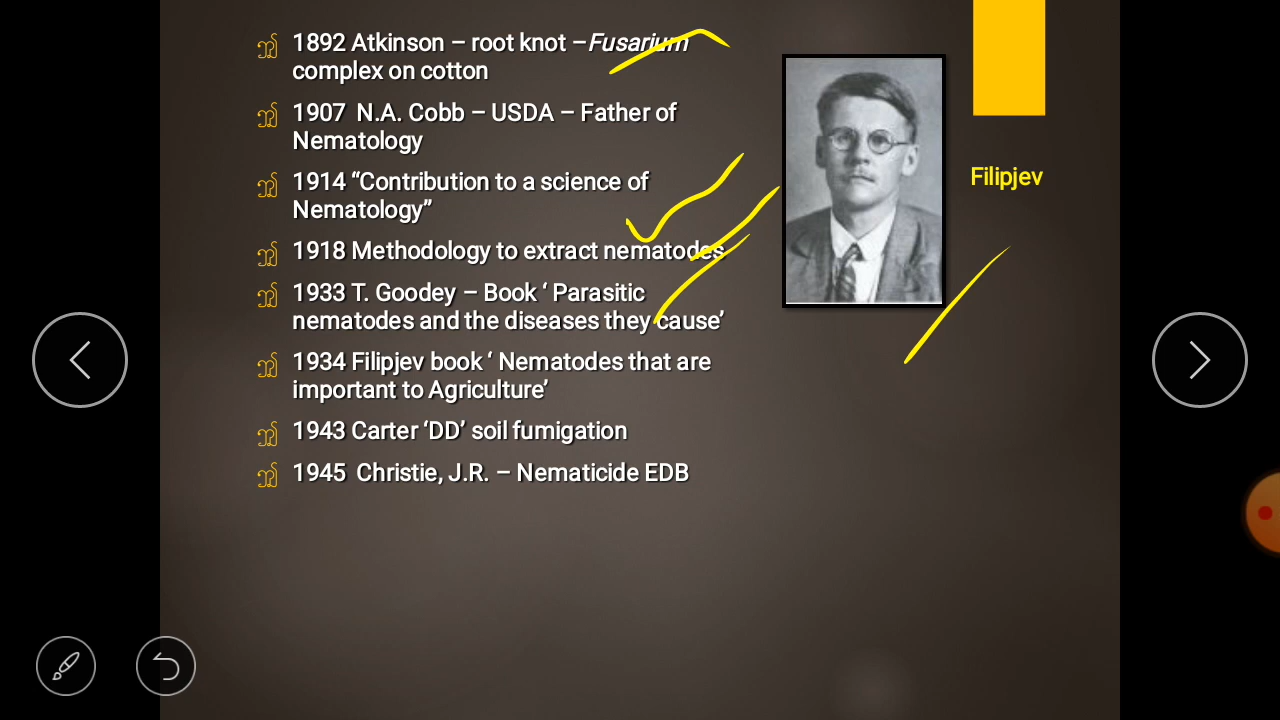 1892 Atkinson – root knot –Fusarium
complex on cotton
1907 N.A. Cobb – USDA – Father of
Nematology
1914 “Contribution to a science of
Nematology”
1918 Methodology to extract nematodes
1933 T. Goodey – Book ‘ Parasitic
nematodes and the diseases they cause’
1934 Filipjev book ‘ Nematodes that are
important to Agriculture’
1943 Carter ‘DD’ soil fumigation
1945 Christie, J.R. – Nematicide EDB
Filipjev